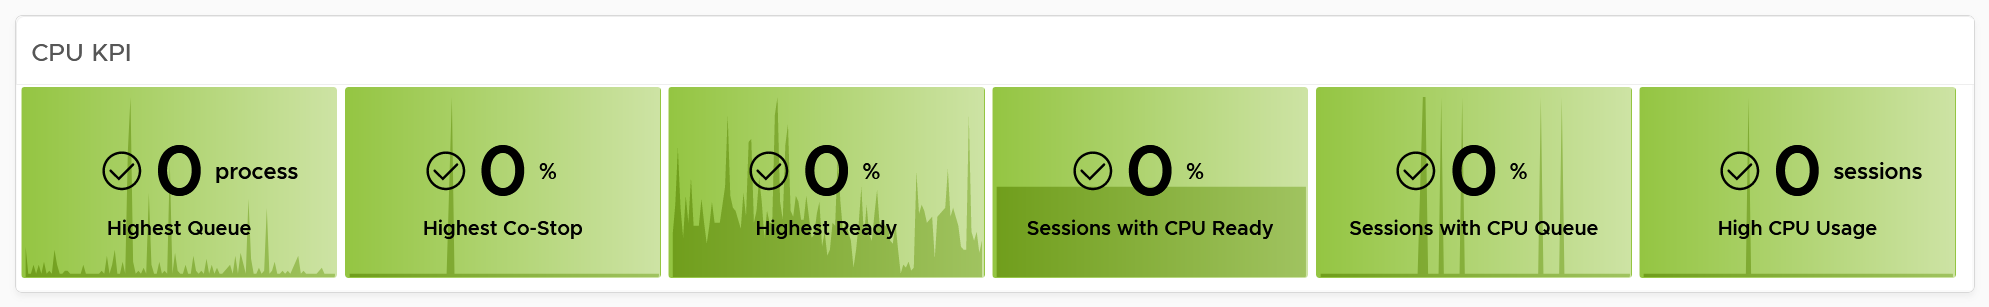 CPU KPI
0 process
Highest Queue
0 %
Highest Co-Stop
0 %
Highest Ready
0 %
Sessions with CPU Ready
0 %
Sessions with CPU Queue
0 sessions
High CPU Usage